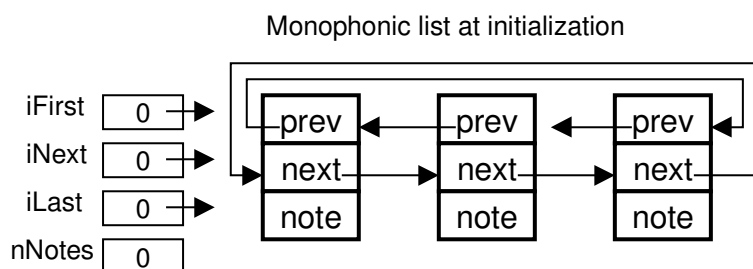 Monophonic list at initialization
iFirst 0 prev prev prev
iNext 0 next next next
iLast 0 note note note
nNotes 0